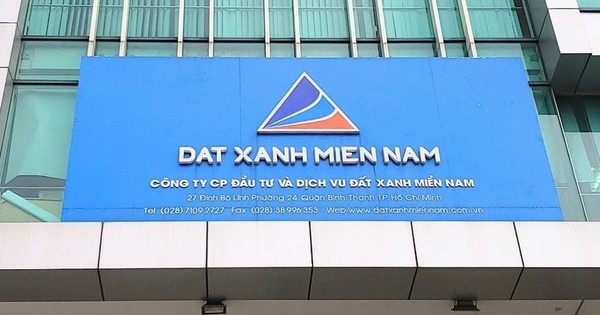 DAT XANH MIEN NAM
CÔNG TY CP ĐẦU TƯ VÀ DỊCH VỤ ĐẤT XANH MIỀN NAM
27 Đinh Bộ Lĩnh Phường 24, Quận Bình Thạnh TP. Hồ Chí Minh
Tel: (028) 7109 2727 Fax: (028) 38 996 353 Web:www.datxanhmiennam.com.vn